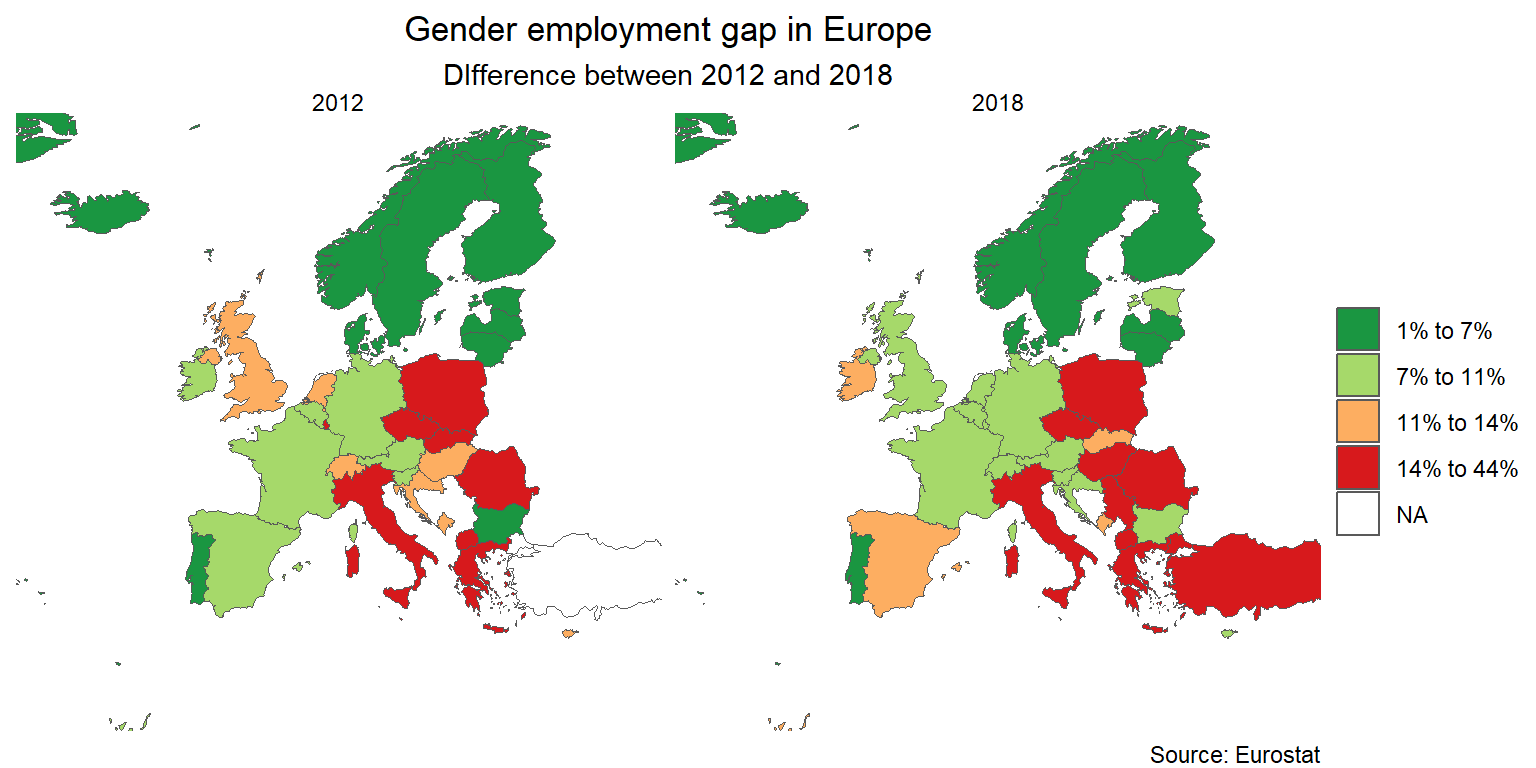 Gender employment gap in Europe
DIfference between 2012 and 2018
2012
2018
1% to 7%
7% to 11%
11% to 14%
14% to 44%
NA
Source: Eurostat